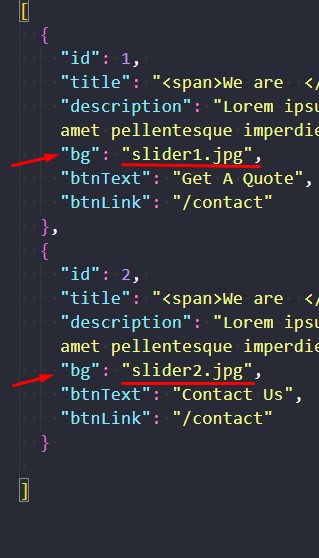 [
{
"id": 1,
"title": "<span>We are </
"description": "Lorem ipsu
amet pellentesque imperdie
"bg": "slider1.jpg",
"btnText": "Get A Quote",
"btnLink": "/contact"
},
{
"id": 2,
"title": "<span>We are </
"description": "Lorem ipsu
amet pellentesque imperdie
"bg": "slider2.jpg",
"btnText": "Contact Us",
"btnLink": "/contact"
}
]